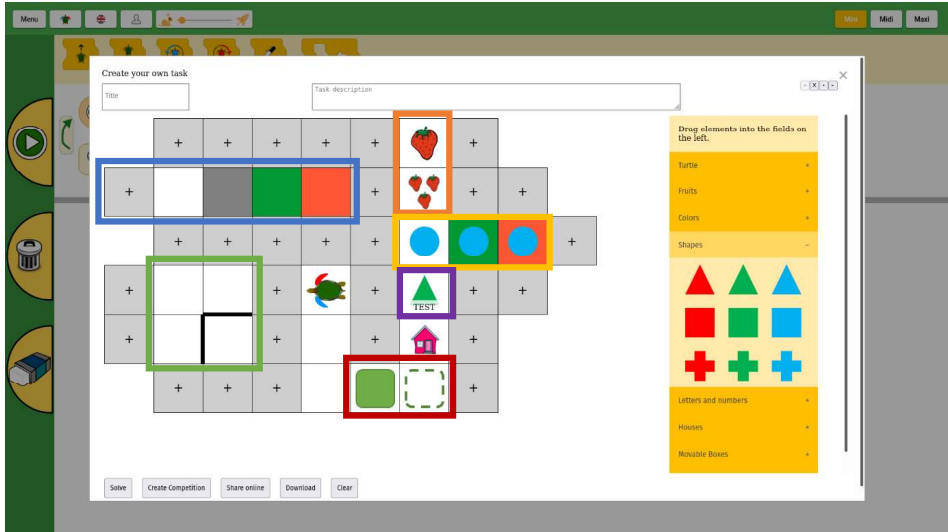 Menu
Mini
Midi
Maxi
Create your own task
Title
Task description
Drag elements into the fields on
the left.
Turtle
Fruits
Colors
Shapes
TEST
Letters and numbers
Houses
Movable Boxes
Solve
Create Competition
Share online
Download
Clear